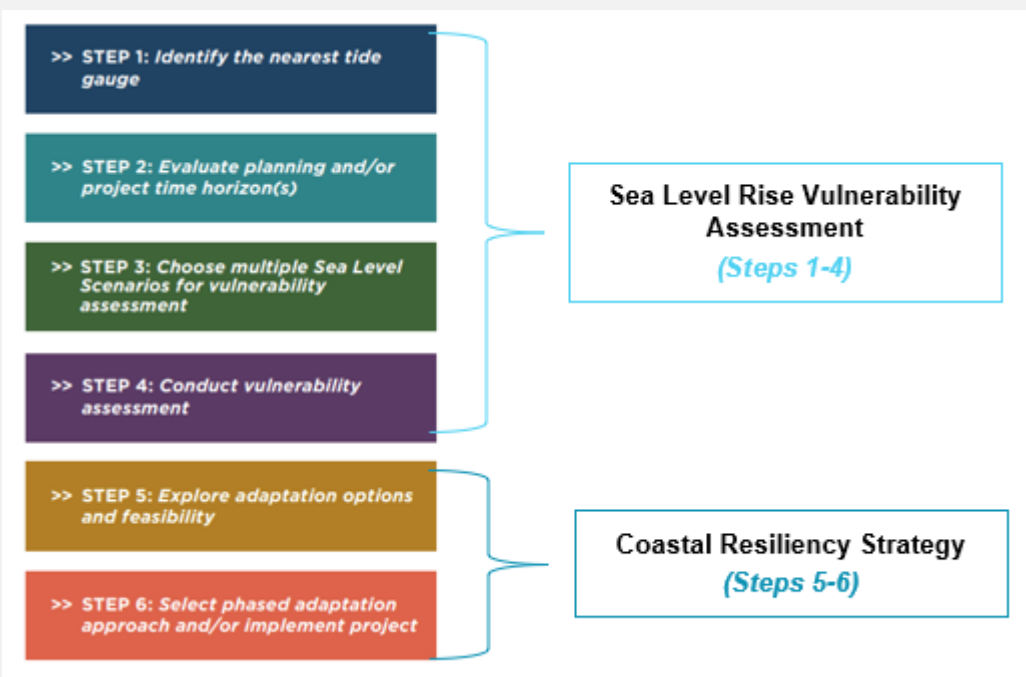 >> STEP 1: Identify the nearest tide
gauge
>> STEP 2: Evaluate planning and/or
project time horizon(s)
>> STEP 3: Choose multiple Sea Level
Scenarios for vulnerability
assessment
>> STEP 4: Conduct vulnerability
assessment
Sea Level Rise Vulnerability
Assessment
(Steps 1-4)
>> STEP 5: Explore adaptation options
and feasibility
>> STEP 6: Select phased adaptation
approach and/or implement project
Coastal Resiliency Strategy
(Steps 5-6)